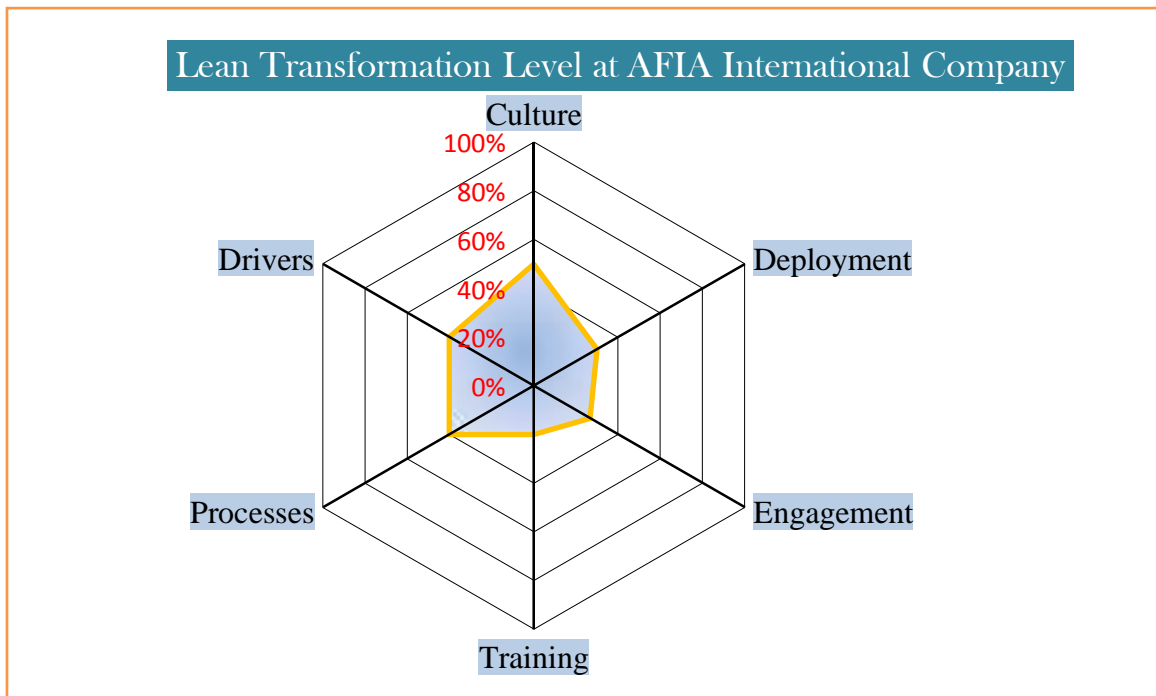 Lean Transformation Level at AFIA International Company
Culture
100%
80%
60%
40%
20%
0%
Drivers
Deployment
Processes
Engagement
Training